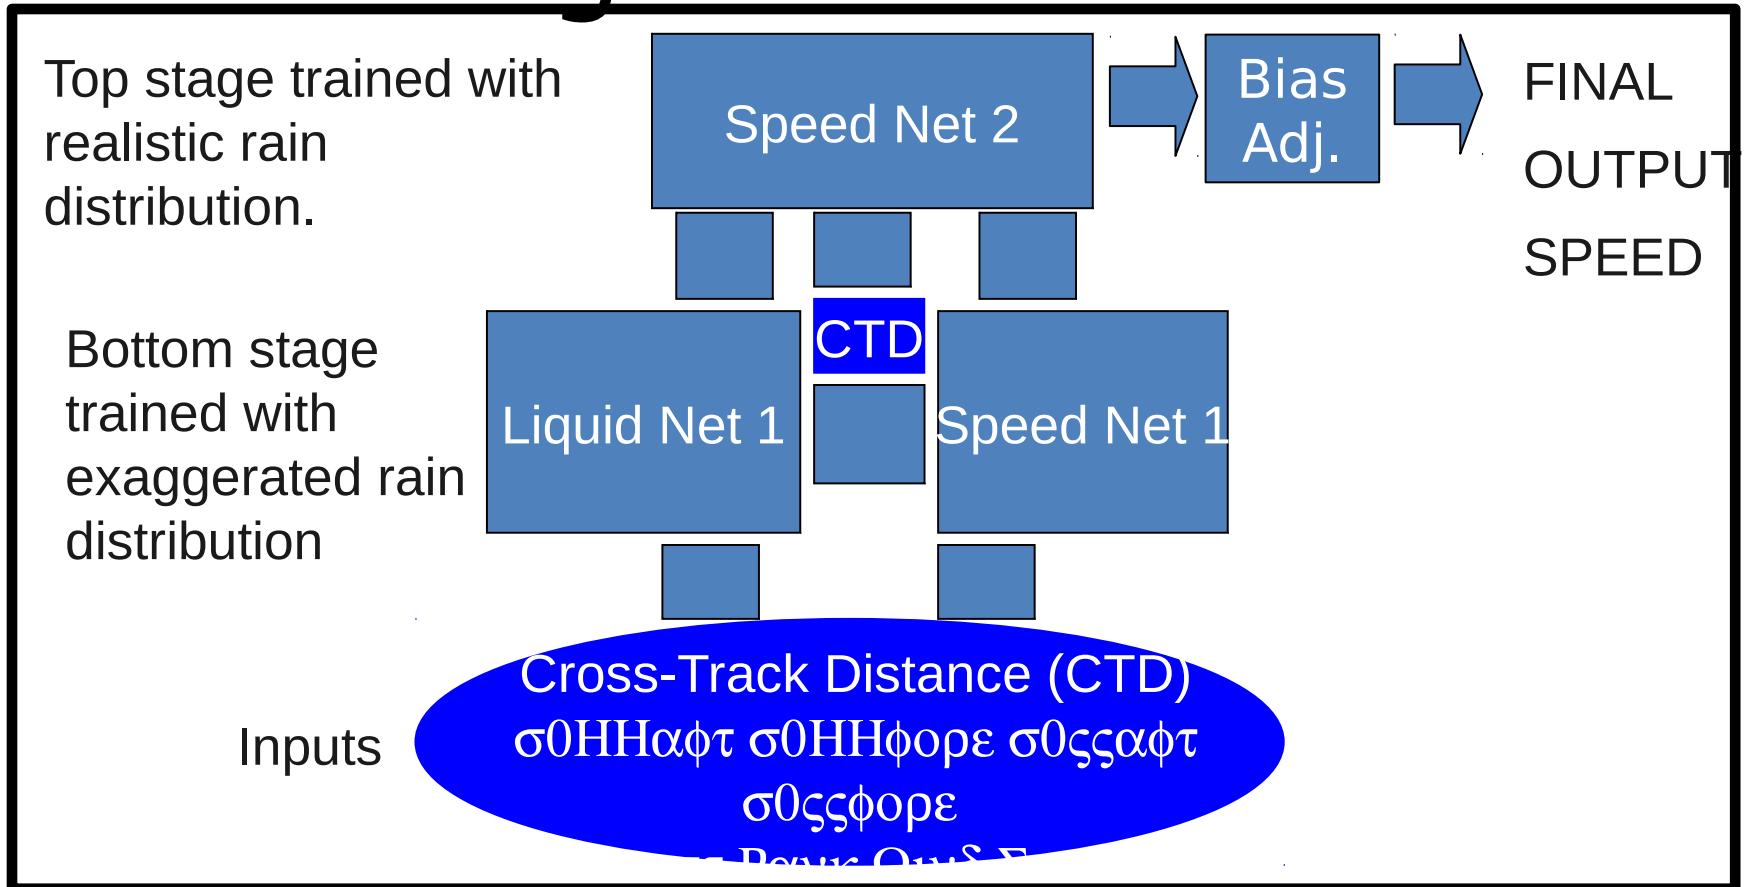 Top stage trained with
realistic rain
distribution.
Speed Net 2
Bias
Adj.
FINAL
OUTPUT
SPEED
Bottom stage
trained with
exaggerated rain
distribution
CTD
Liquid Net 1
Speed Net 1
Inputs
Cross-Track Distance (CTD)
σ0HHαφτ σ0HHφορε σ0ςςαφτ
σ0ςςφορε